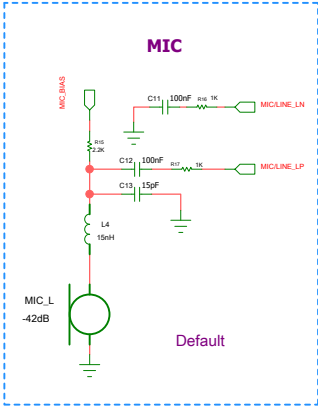 MIC
MIC_BIAS
C11 100nF R16 1K MIC/LINE_LN
R15
2.2K
C12 100nF R17 1K MIC/LINE_LP
C13 15pF
L4
15nH
MIC_L
-42dB
Default